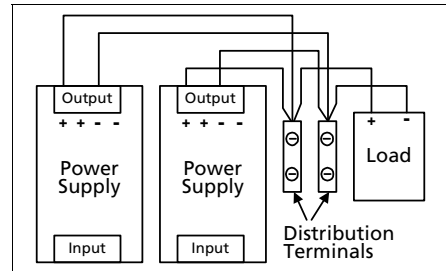 Output
+ + - -
Power
Supply
Input
Output
+ + - -
Power
Supply
Input
+ -
Load
Distribution
Terminals